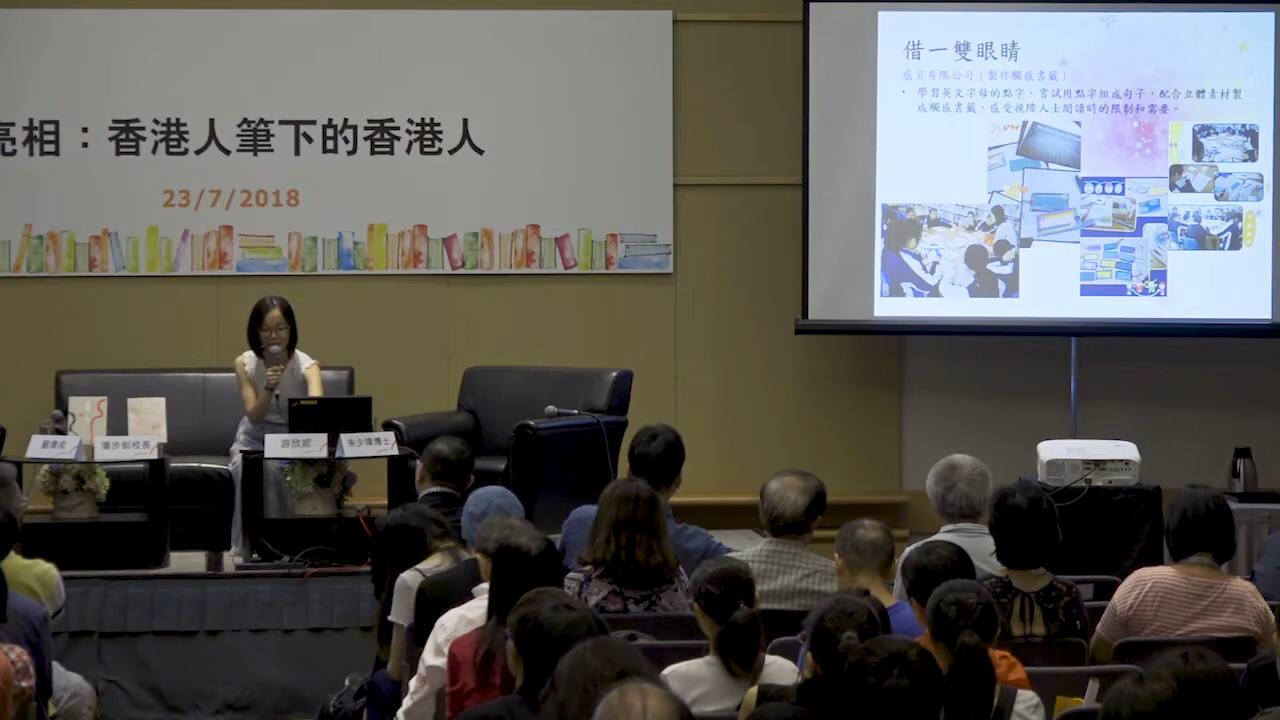 亮相：香港人筆下的香港人
23/7/2018
借一雙眼睛
感官有限公司（製作觸感書籤）
• 學習英文字母的點字，嘗試用點字組成句子，配合立體素材製
成觸感書籤，感受視障人士閱讀時的限制和需要。
劉偉成
潘步釗校長
游欣妮
朱少璋博士